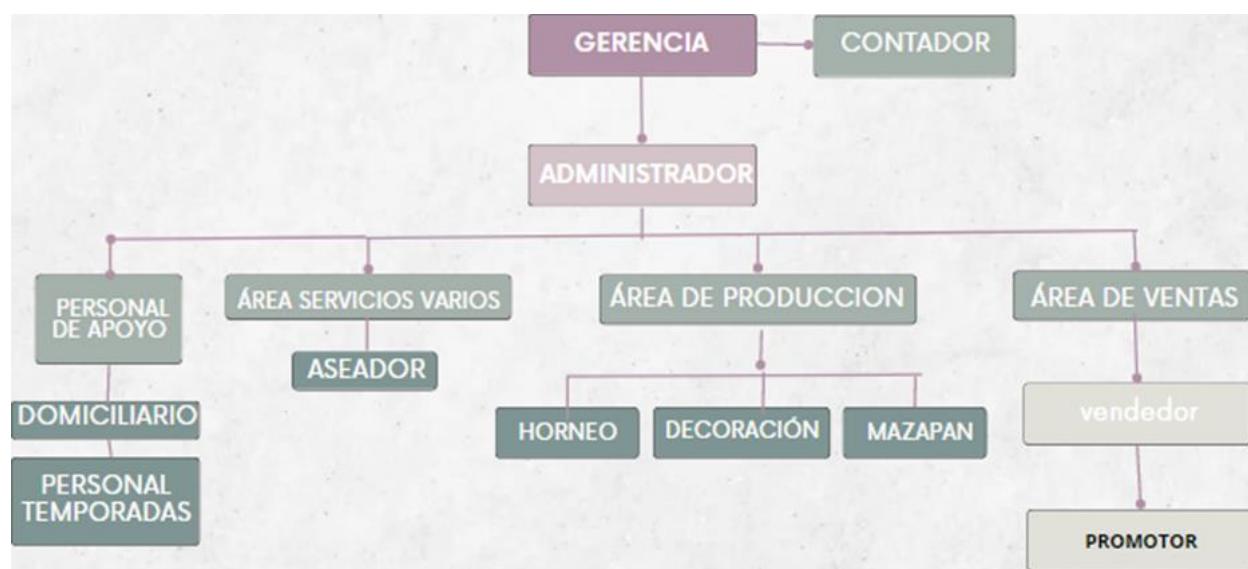 GERENCIA
CONTADOR
ADMINISTRADOR
PERSONAL
DE APOYO
ÁREA SERVICIOS VARIOS
ÁREA DE PRODUCCION
ÁREA DE VENTAS
ASEADOR
DOMICILIARIO
HORNEO
DECORACIÓN
MAZAPAN
vendedor
PERSONAL
TEMPORADAS
PROMOTOR